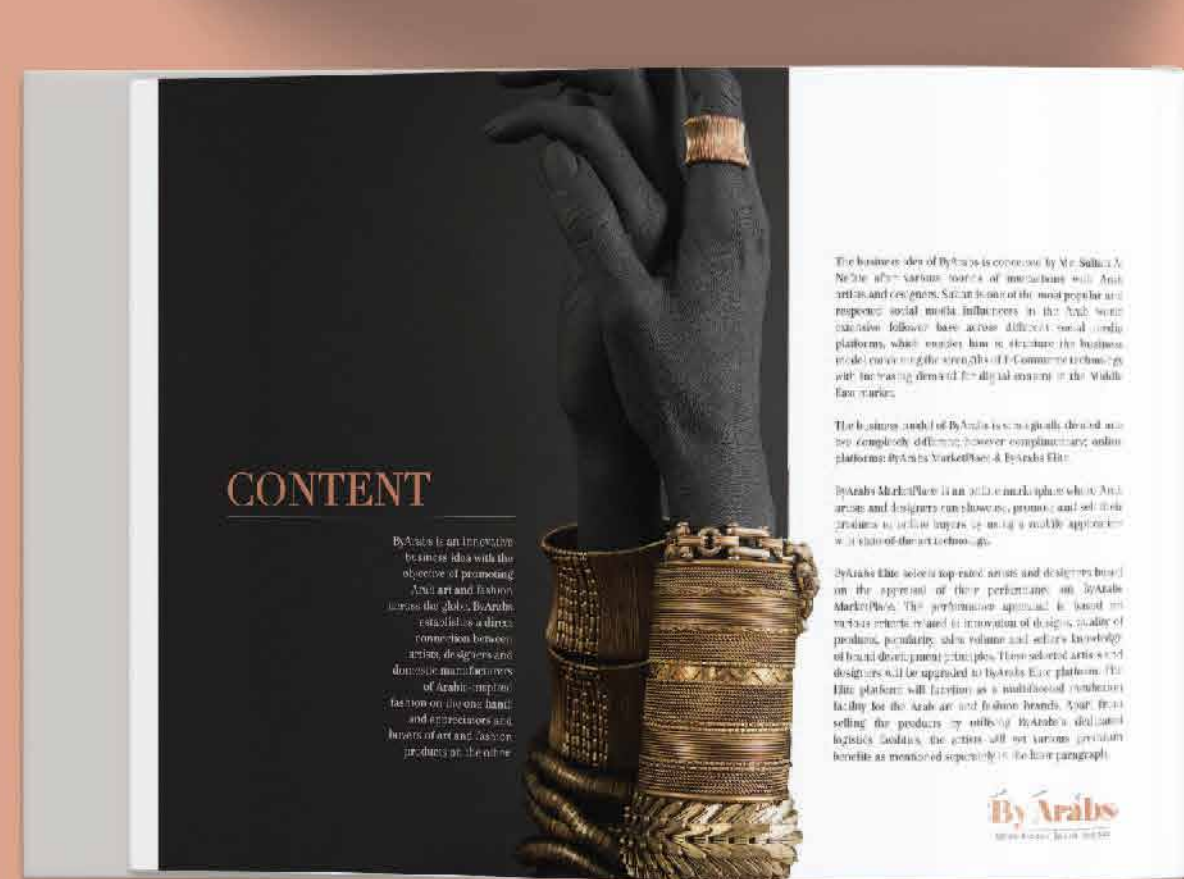 CONTENT
ByArabs is an innovative
business idea with the
objective of promoting
Arab art and fashion
across the globe. ByArabs
establishes a direct
connection between
artists, designers and
domestic manufacturers
of Arabic-inspired
fashion on the one hand
and appreciators and
buyers of art and fashion
products on the other.
The business idea of ByArabs is conceived by Mr. Sultan A.
after various rounds of interactions with Arab
artists and designers. Sultan is one of the most popular and
respected social media influencers in the Arab world
extensive follower base across different social media
platforms, which enables him to structure the business
model combining the strengths of E-Commerce technology
with increasing demand for digital content in the Middle
East market.
The business model of ByArabs is strategically divided into
two completely different; however complimentary online
platforms: ByArabs MarketPlace & ByArabs Elite
ByArabs MarketPlace is an online marketplace where Arab
artists and designers can showcase, promote and sell their
products to online buyers by using a mobile application
with state-of-the-art technology.
ByArabs Elite selects top-rated artists and designers based
on the appraisal of their performance on ByArabs
MarketPlace. The performance appraisal is based on
various criteria related to innovation of designs, quality of
products, popularity, sales volume and seller's knowledge
of brand development principles. These selected artists and
designers will be upgraded to ByArabs Elite platform. The
Elite platform will function as a multifaceted
facility for the Arab art and fashion brands. Apart from
selling the products by utilising ByArabs's dedicated
logistics facilities, the artists will get various premium
benefits as mentioned separately in the later paragraph.
By Arabs